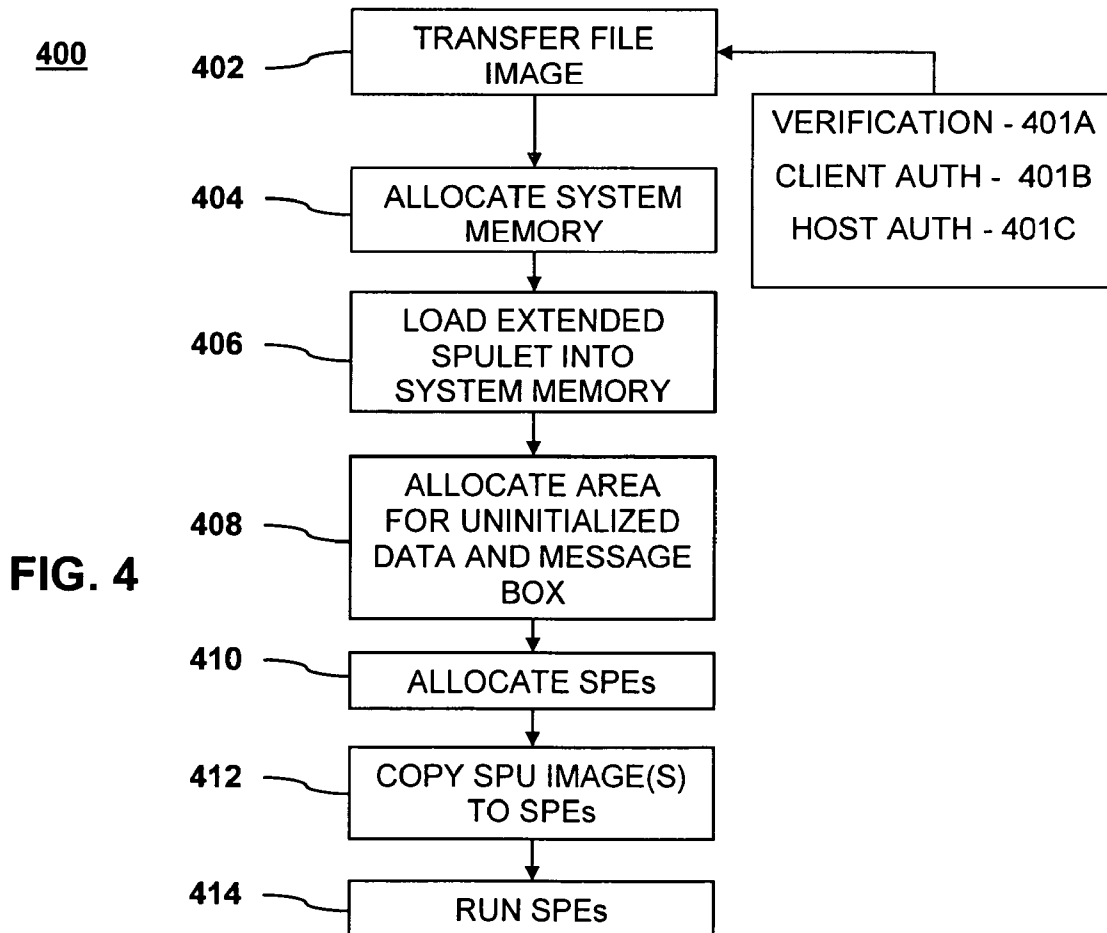 400
402
TRANSFER FILE
IMAGE
VERIFICATION - 401A
CLIENT AUTH - 401B
HOST AUTH - 401C
404
ALLOCATE SYSTEM
MEMORY
406
LOAD EXTENDED
SPULET INTO
SYSTEM MEMORY
408
ALLOCATE AREA
FOR UNINITIALIZED
DATA AND MESSAGE
BOX
FIG. 4
410
ALLOCATE SPEs
412
COPY SPU IMAGE(S)
TO SPEs
414
RUN SPEs